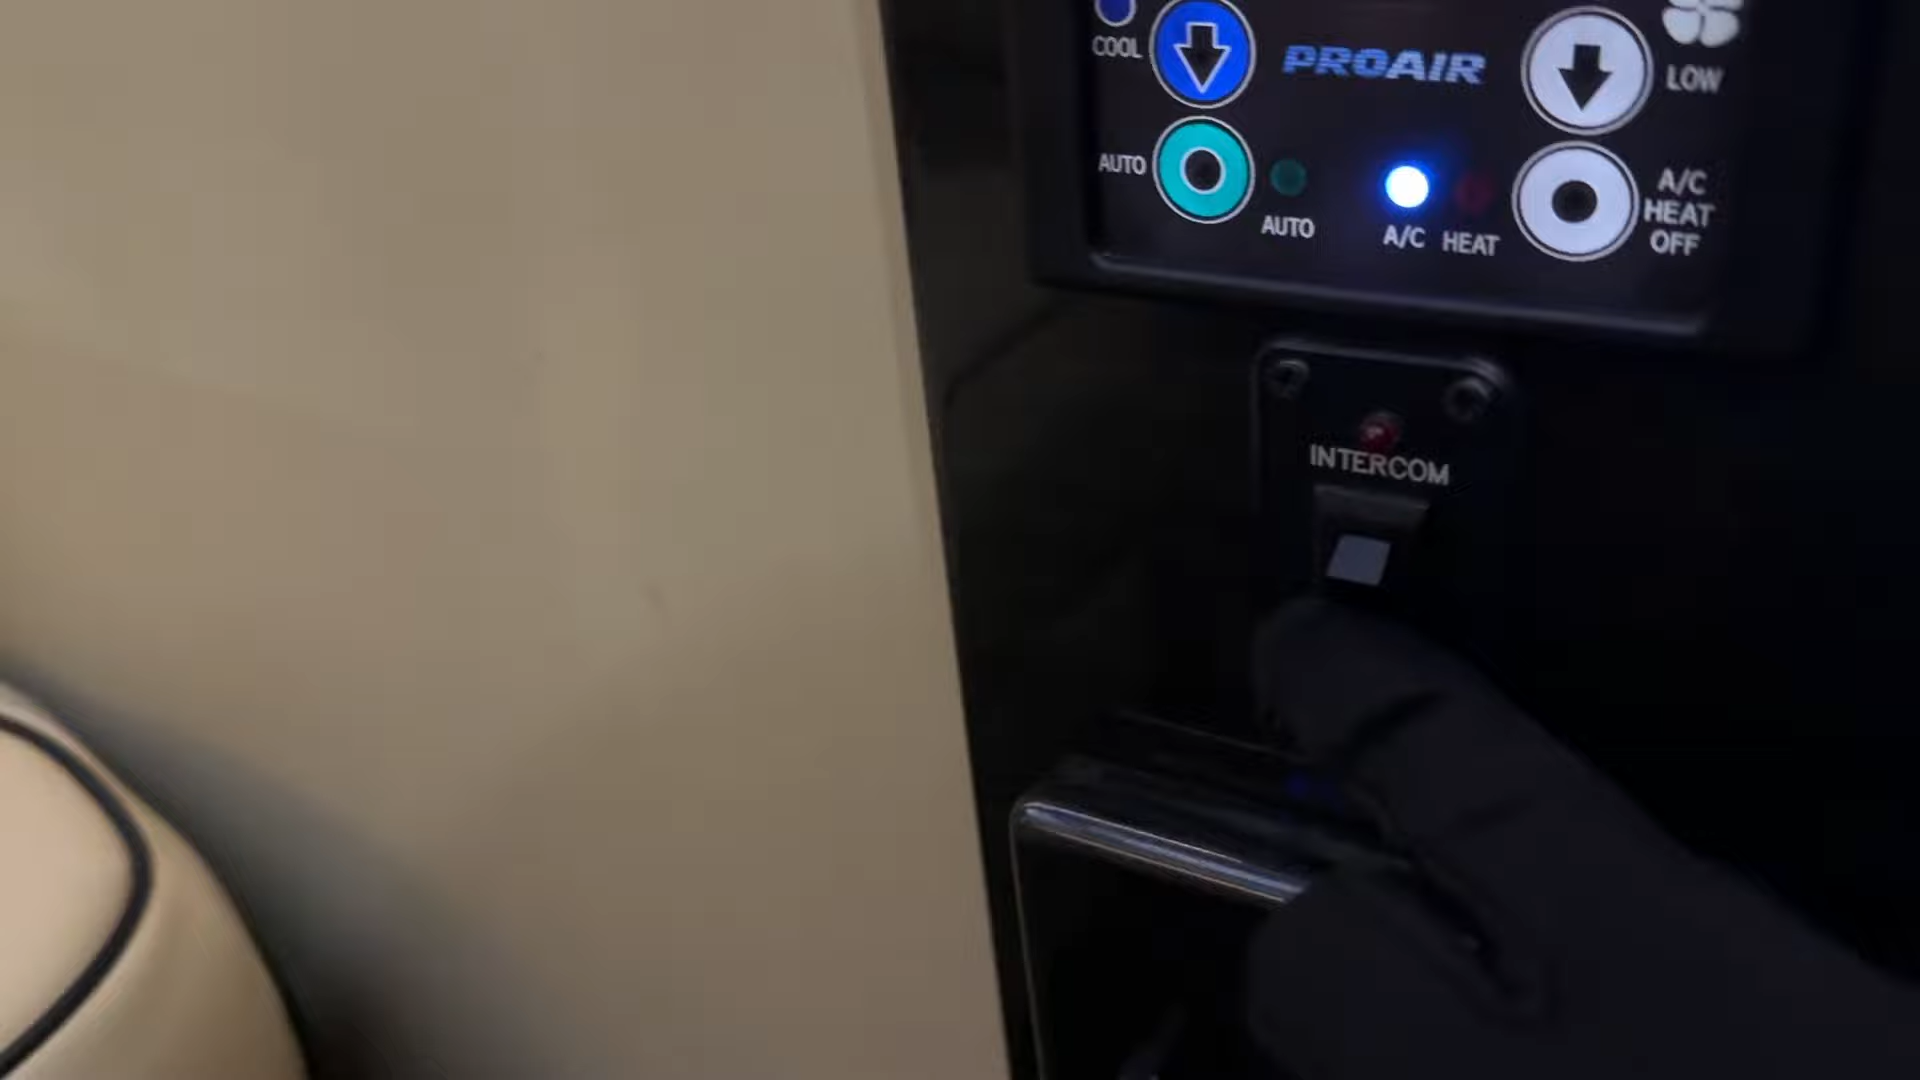 COOL
PROAIR
LOW
AUTO
AUTO
A/C
HEAT
A/C
HEAT
OFF
INTERCOM